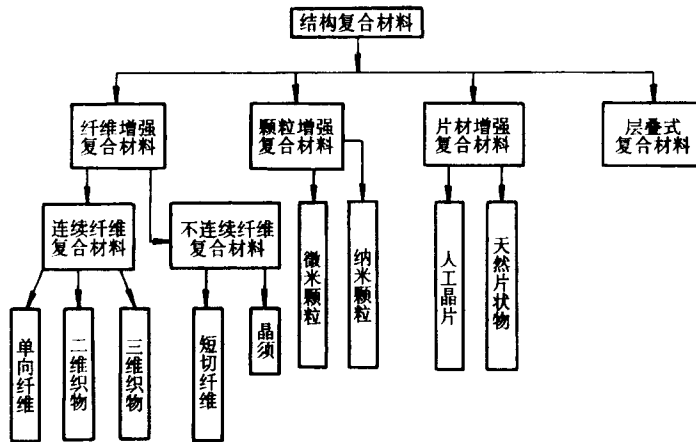 结构复合材料
纤维增强
复合材料
颗粒增强
复合材料
片材增强
复合材料
层叠式
复合材料
连续纤维
复合材料
不连续纤维
复合材料
微米颗粒
纳米颗粒
人工晶片
天然片状物
单向纤维
二维织物
三维织物
短切纤维
晶须